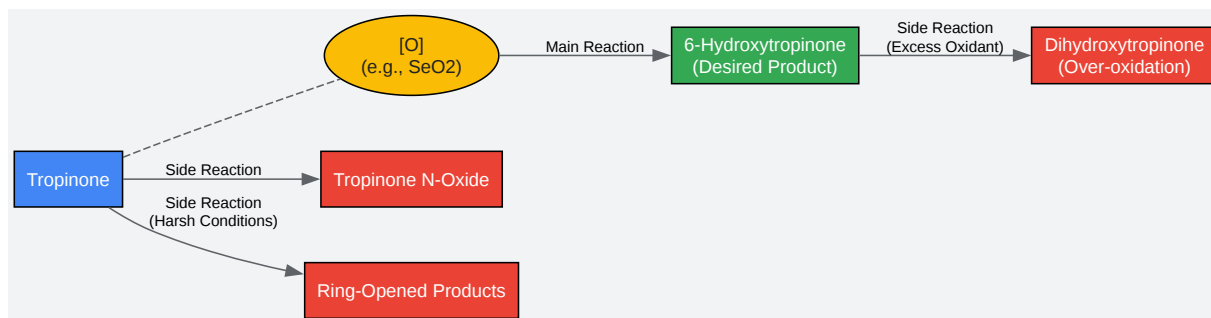 [O]
(e.g., SeO2)
Main Reaction
6-Hydroxytropinone
(Desired Product)
Side Reaction
(Excess Oxidant)
Dihydroxytropinone
(Over-oxidation)
Tropinone
Side Reaction
Tropinone N-Oxide
Side Reaction
(Harsh Conditions)
Ring-Opened Products